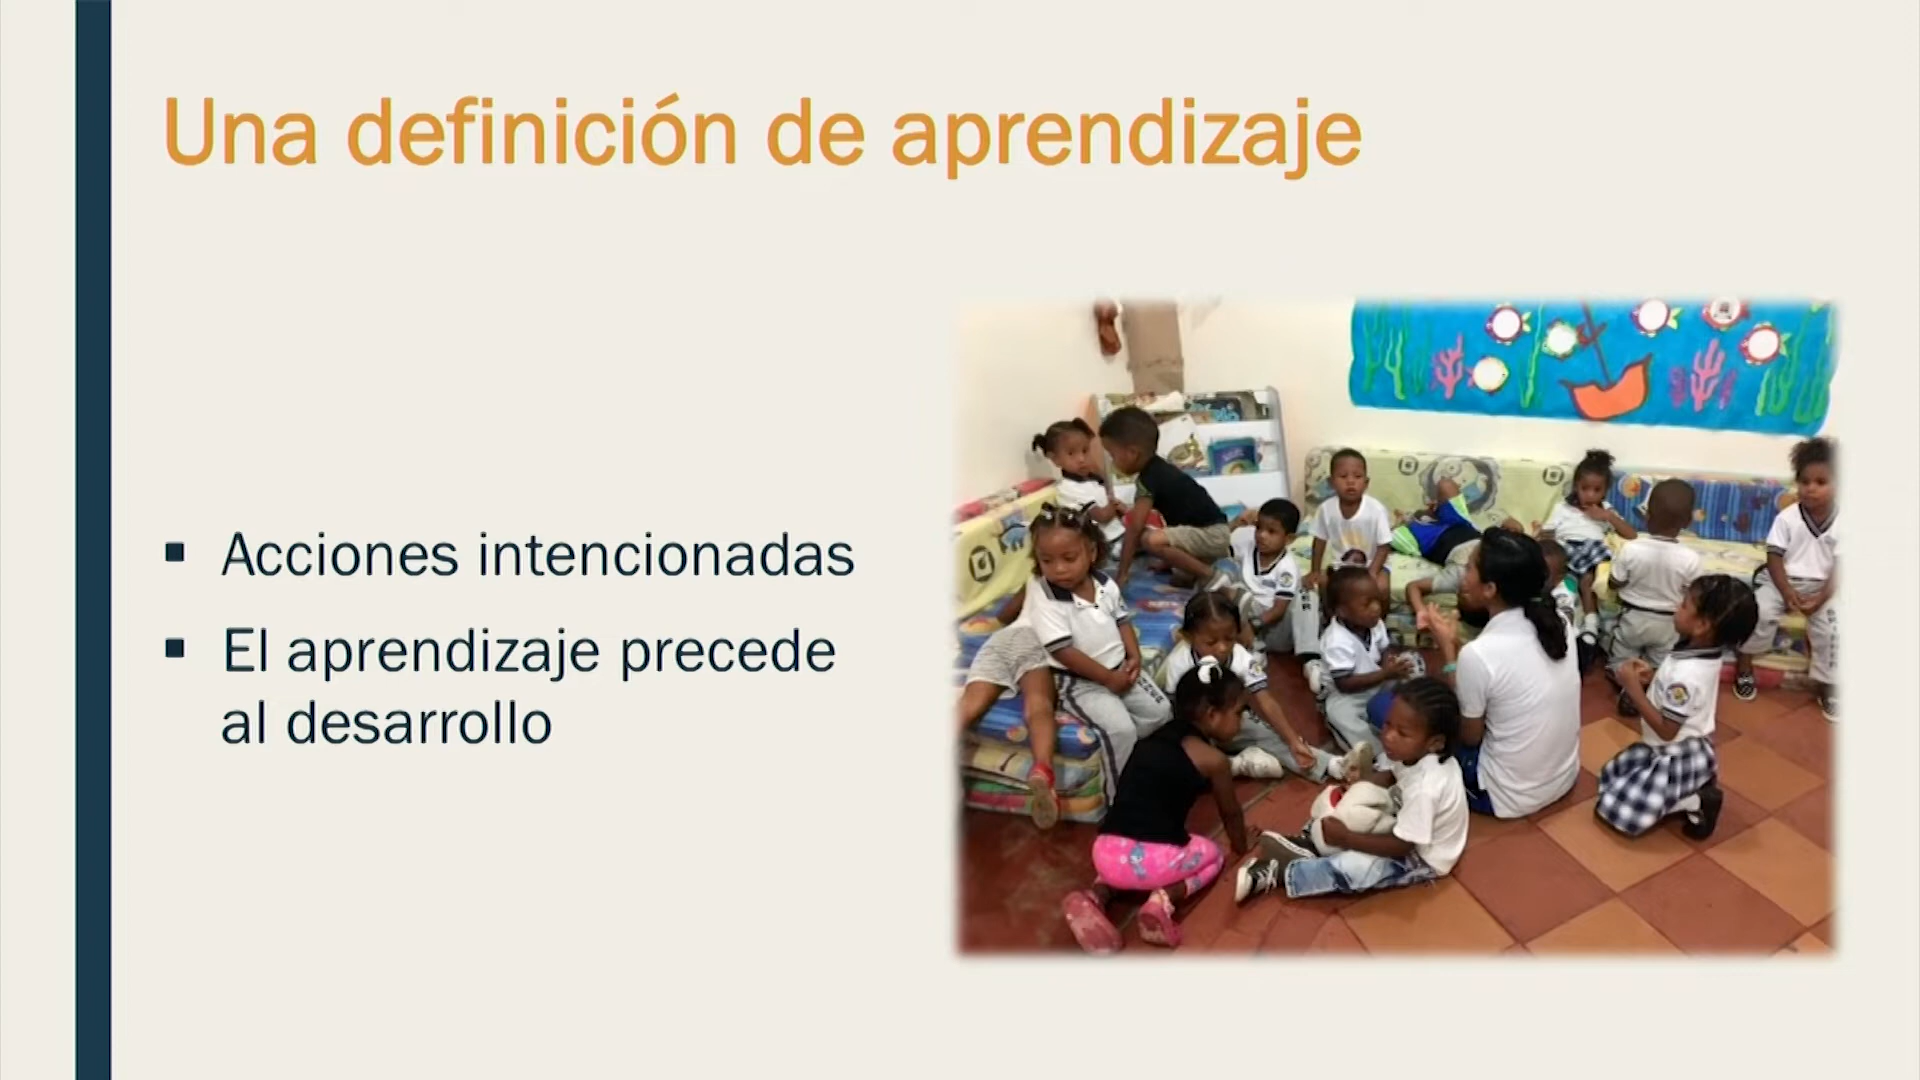 Una definición de aprendizaje
▪ Acciones intencionadas
▪ El aprendizaje precede
al desarrollo